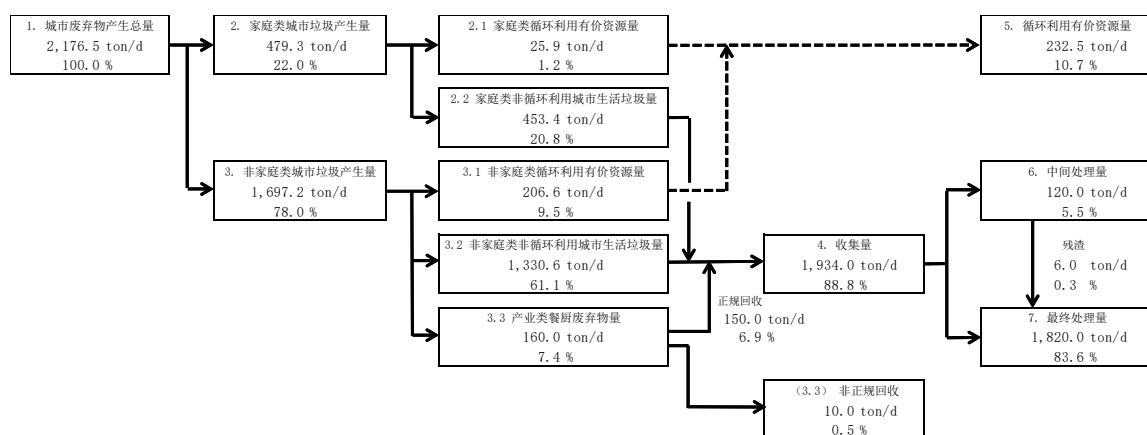 1. 城市废弃物产生总量
2,176.5 ton/d
100.0 %
2. 家庭类城市垃圾产生量
479.3 ton/d
22.0 %
2.1 家庭类循环利用有价资源量
25.9 ton/d
1.2 %
5. 循环利用有价资源量
232.5 ton/d
10.7 %
2.2 家庭类非循环利用城市生活垃圾量
453.4 ton/d
20.8 %
3. 非家庭类城市垃圾产生量
1,697.2 ton/d
78.0 %
3.1 非家庭类循环利用有价资源量
206.6 ton/d
9.5 %
6. 中间处理量
120.0 ton/d
5.5 %
3.2 非家庭类非循环利用城市生活垃圾量
1,330.6 ton/d
61.1 %
4. 收集量
1,934.0 ton/d
88.8 %
残渣
6.0 ton/d
0.3 %
正规回收
150.0 ton/d
6.9 %
3.3 产业类餐厨废弃物量
160.0 ton/d
7.4 %
7. 最终处理量
1,820.0 ton/d
83.6 %
（3.3） 非正规回收
10.0 ton/d
0.5 %